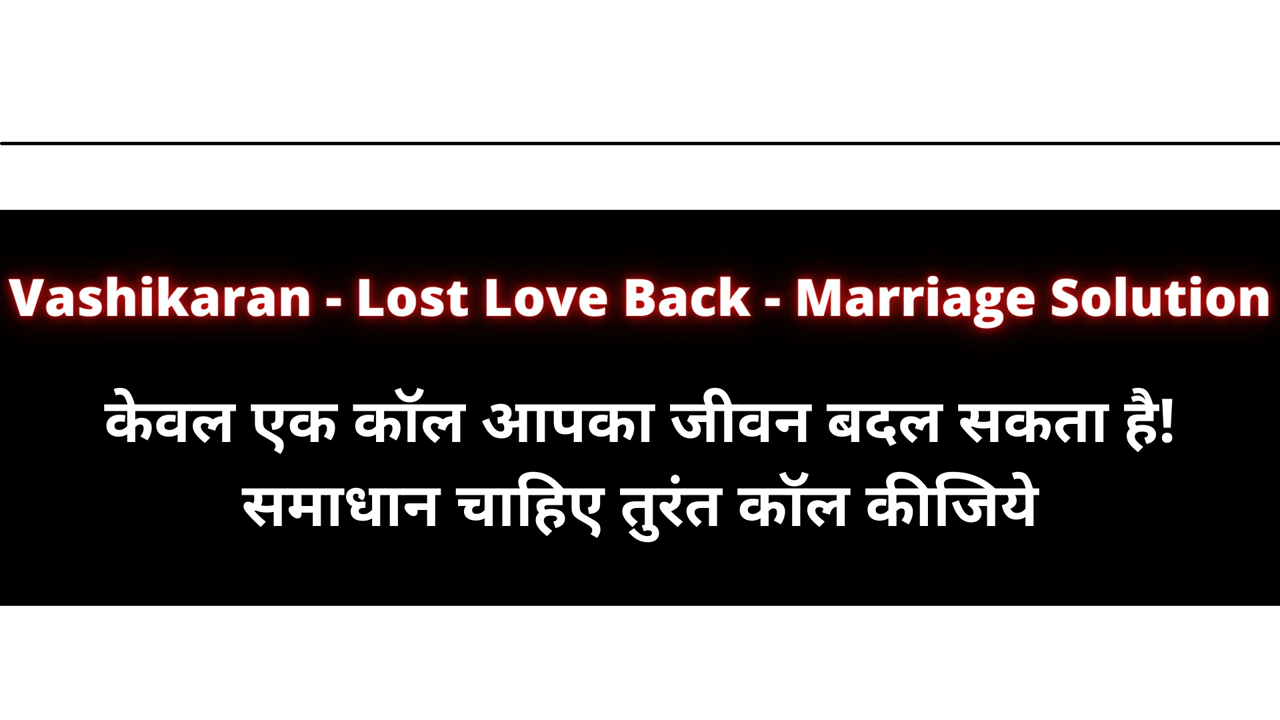 Vashikaran - Lost Love Back - Marriage Solution
केवल एक कॉल आपका जीवन बदल सकता है!
समाधान चाहिए तुरंत कॉल कीजिये